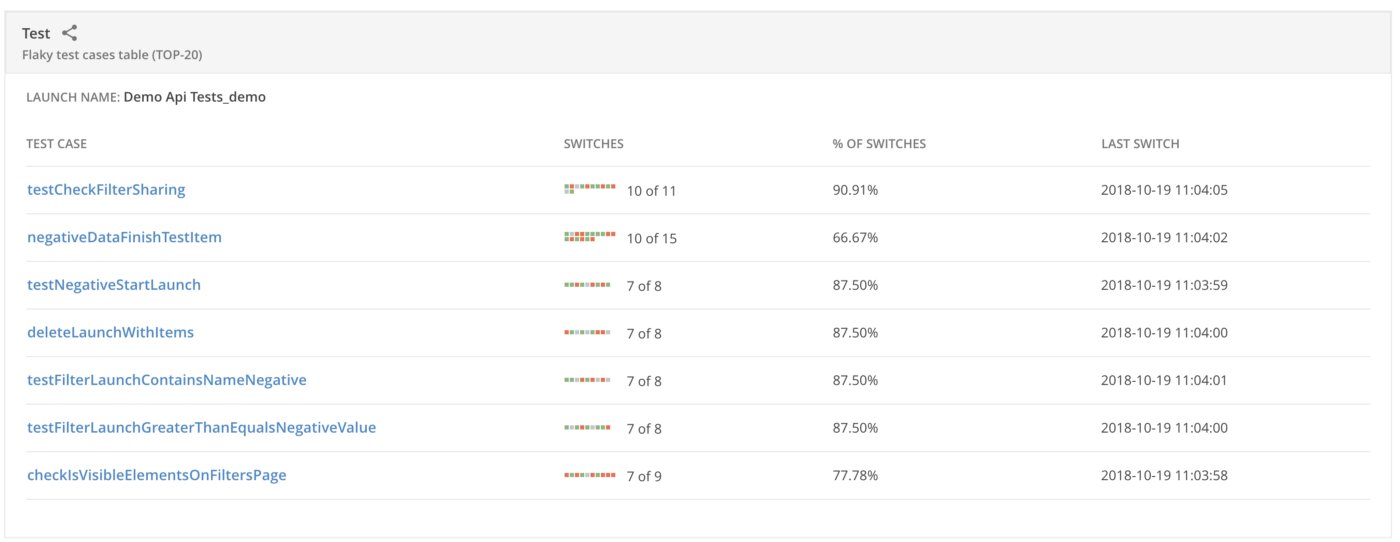 Test
Flaky test cases table (TOP-20)
LAUNCH NAME: Demo Api Tests_demo
TEST CASE SWITCHES % OF SWITCHES LAST SWITCH
testCheckFilterSharing 10 of 11 90.91% 2018-10-19 11:04:05
negativeDataFinishTestItem 10 of 15 66.67% 2018-10-19 11:04:02
testNegativeStartLaunch 7 of 8 87.50% 2018-10-19 11:03:59
deleteLaunchWithItems 7 of 8 87.50% 2018-10-19 11:04:00
testFilterLaunchContainsNameNegative 7 of 8 87.50% 2018-10-19 11:04:01
testFilterLaunchGreaterThanEqualsNegativeValue 7 of 8 87.50% 2018-10-19 11:04:00
checkIsVisibleElementsOnFiltersPage 7 of 9 77.78% 2018-10-19 11:03:58